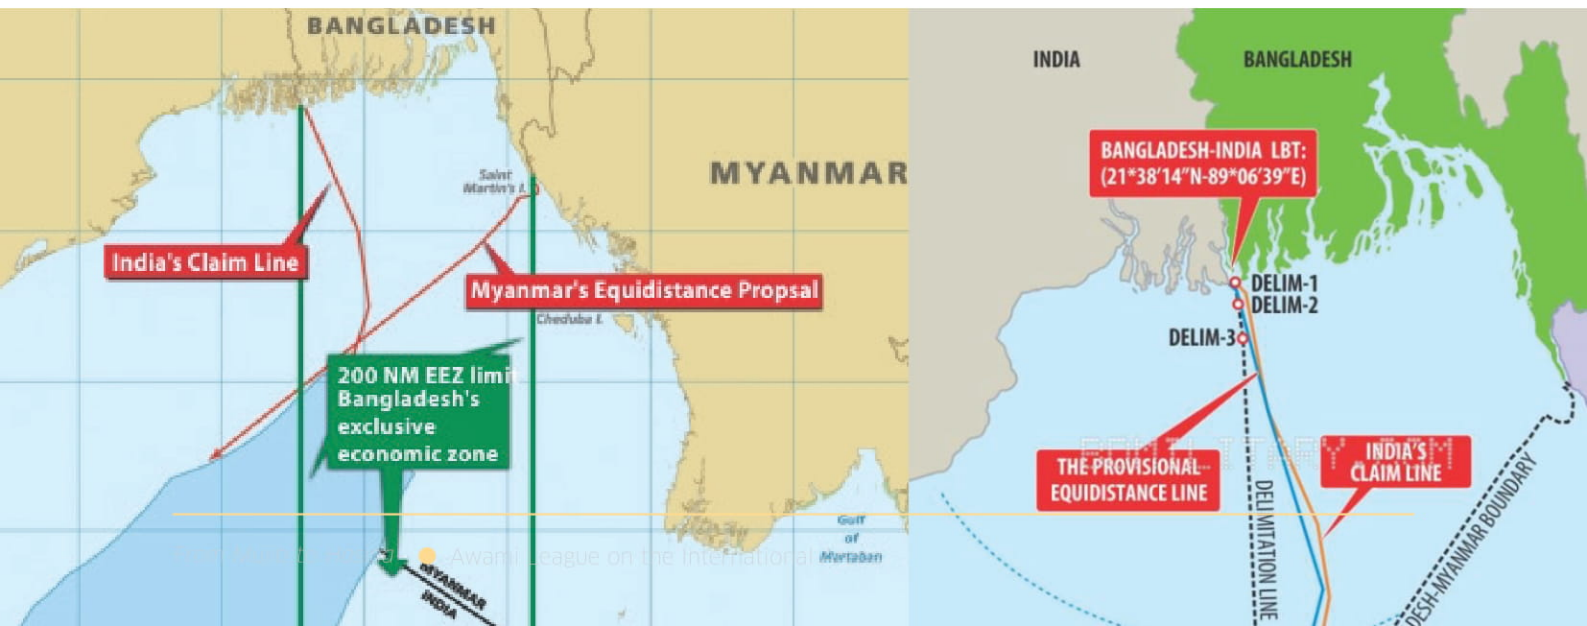 BANGLADESH
Saint
Martin's I.
MYANMAR
India's Claim Line
Myanmar's Equidistance Propsal
Cheduba I.
200 NM EEZ limit
Bangladesh's
exclusive
economic zone
Gulf
of
Martaban
Awami League on the International
MYANMAR
INDIA
INDIA
BANGLADESH
BANGLADESH-INDIA LBT:
(21*38'14"N-89*06'39"E)
DELIM-1
DELIM-2
DELIM-3
THE PROVISIONAL
EQUIDISTANCE LINE
INDIA'S
CLAIM LINE
DELIMITATION LINE
DESH-MYANMAR BOUNDARY